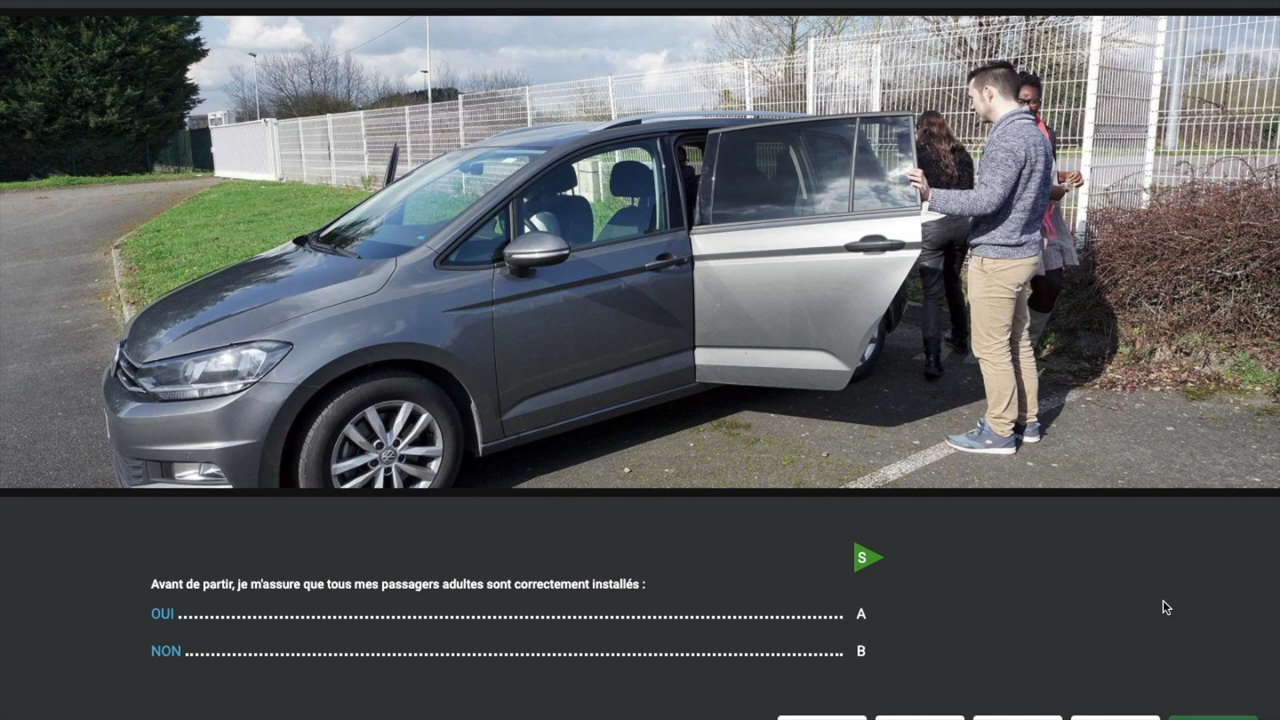 S
Avant de partir, je m'assure que tous mes passagers adultes sont correctement installés :
OUI ........................................ A
NON ........................................ B